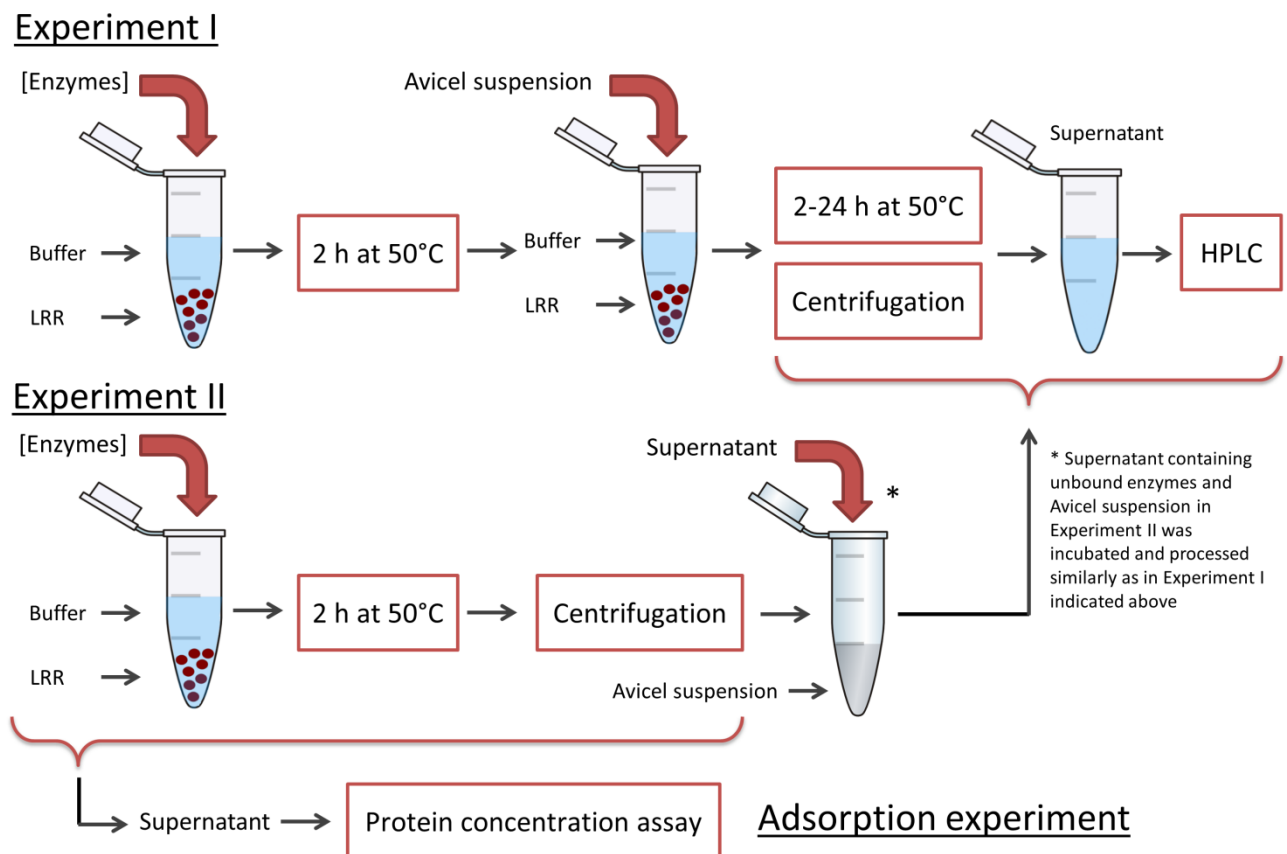 Experiment I
[Enzymes]
Avicel suspension
Supernatant
Buffer
LRR
2 h at 50°C
Buffer
LRR
2-24 h at 50°C
Centrifugation
HPLC
Experiment II
[Enzymes]
Supernatant
*
Buffer
LRR
2 h at 50°C
Centrifugation
Avicel suspension
* Supernatant containing
unbound enzymes and
Avicel suspension in
Experiment II was
incubated and processed
similarly as in Experiment I
indicated above
Supernatant
Protein concentration assay
Adsorption experiment